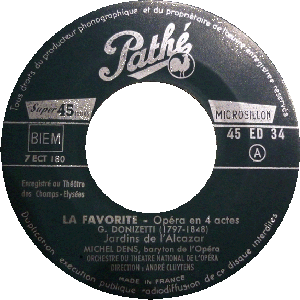 Tous droits du producteur phonographique et du propriétaire de l'œuvre enregistrée réservés
Pathé
Super 45 tours
MICROSILLON
BIEM
45 ED 34
7 ECT 180
A
Enregistré au Théâtre
des Champs-Elysées
LA FAVORITE - Opéra en 4 actes
G. DONIZETTI (1797-1848)
Jardins de l'Alcazar
MICHEL DENS, baryton de l'Opéra
ORCHESTRE DU THÉATRE NATIONAL DE L'OPÉRA
DIRECTION : ANDRÉ CLUYTENS
MADE IN FRANCE
Duplication exécution publique radiodiffusion de ce disque interdites